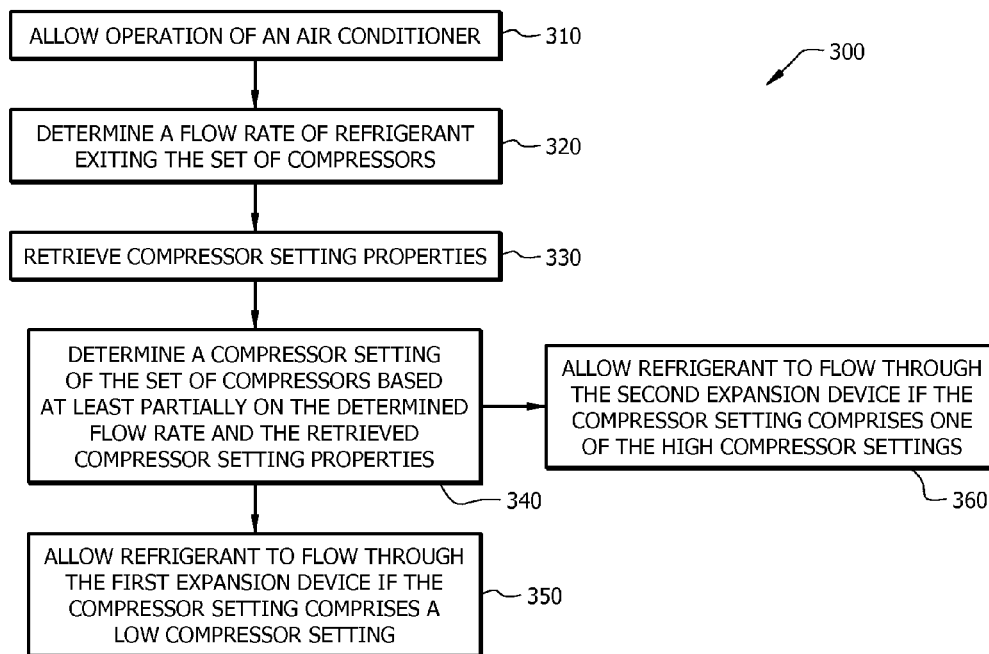 ALLOW OPERATION OF AN AIR CONDITIONER
310
300
DETERMINE A FLOW RATE OF REFRIGERANT
EXITING THE SET OF COMPRESSORS
320
RETRIEVE COMPRESSOR SETTING PROPERTIES
330
DETERMINE A COMPRESSOR SETTING
OF THE SET OF COMPRESSORS BASED
AT LEAST PARTIALLY ON THE DETERMINED
FLOW RATE AND THE RETRIEVED
COMPRESSOR SETTING PROPERTIES
340
ALLOW REFRIGERANT TO FLOW THROUGH
THE SECOND EXPANSION DEVICE IF THE
COMPRESSOR SETTING COMPRISES ONE
OF THE HIGH COMPRESSOR SETTINGS
360
ALLOW REFRIGERANT TO FLOW THROUGH
THE FIRST EXPANSION DEVICE IF THE
COMPRESSOR SETTING COMPRISES A
LOW COMPRESSOR SETTING
350